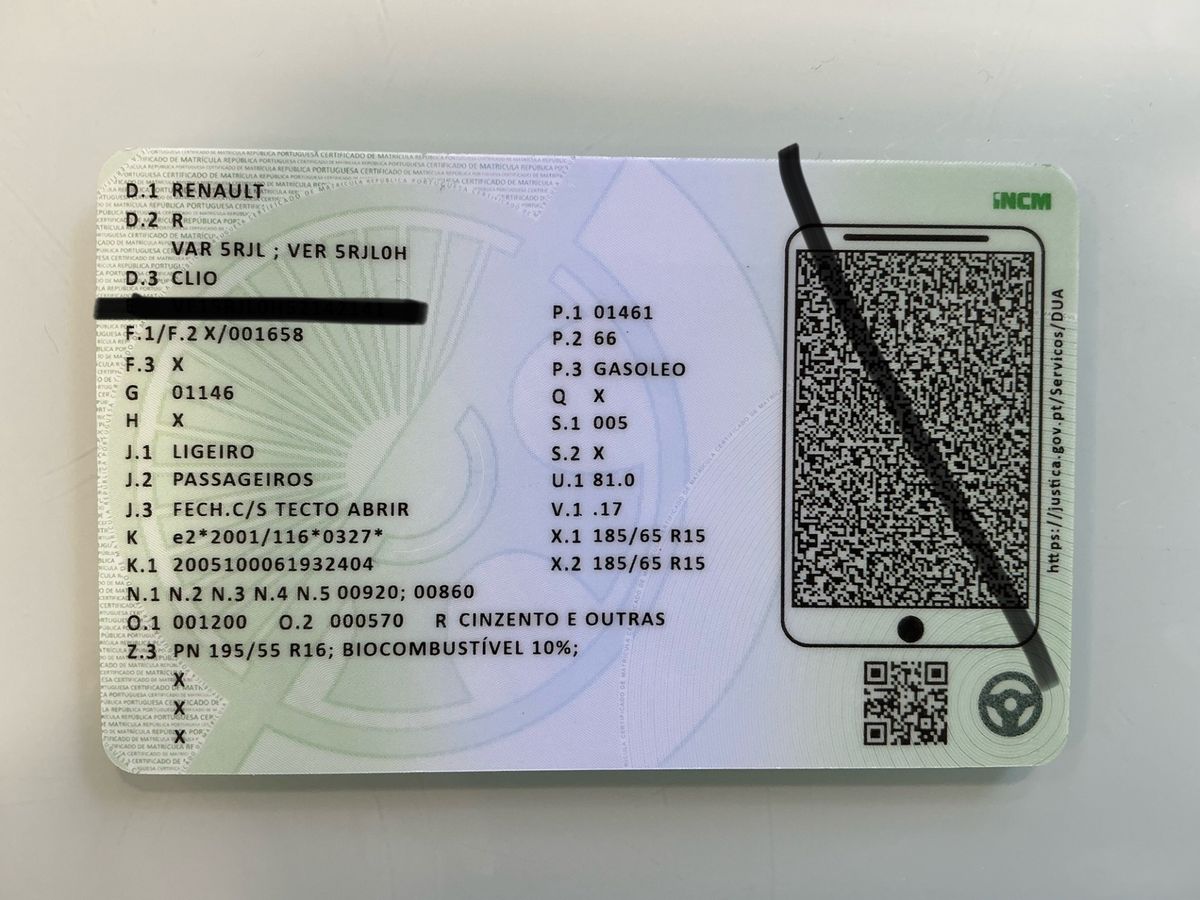 D.1 RENAULT
D.2 R
VAR 5RJL ; VER 5RJL0H
D.3 CLIO
F.1/F.2 X/001658
F.3 X
G 01146
H X
J.1 LIGEIRO
J.2 PASSAGEIROS
J.3 FECH.C/S TECTO ABRIR
K e2*2001/116*0327*
K.1 2005100061932404
N.1 N.2 N.3 N.4 N.5 00920; 00860
O.1 001200 O.2 000570 R CINZENTO E OUTRAS
Z.3 PN 195/55 R16; BIOCOMBUSTÍVEL 10%;
X
X
X
P.1 01461
P.2 66
P.3 GASOLEO
Q X
S.1 005
S.2 X
U.1 81.0
V.1 .17
X.1 185/65 R15
X.2 185/65 R15
INCM
https://justica.gov.pt/Servicos/DUA